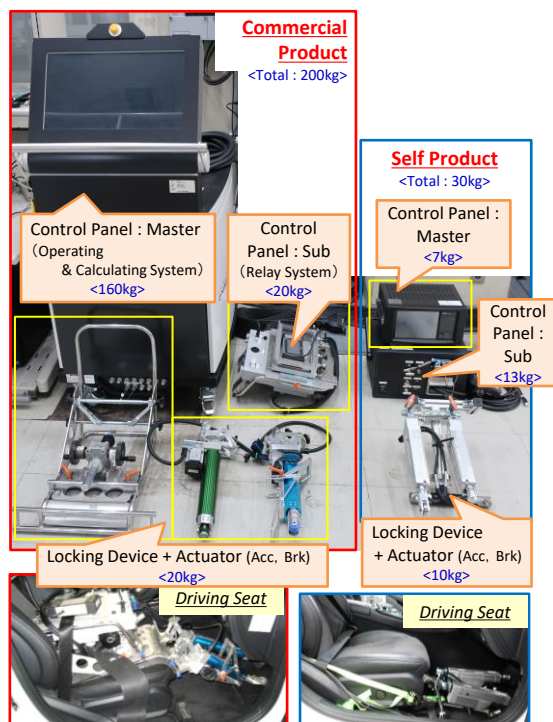 Commercial
Product
<Total : 200kg>
Control Panel : Master
（Operating
& Calculating System）
<160kg>
Control
Panel : Sub
（Relay System）
<20kg>
Locking Device + Actuator (Acc, Brk)
<20kg>
Driving Seat
Self Product
<Total : 30kg>
Control Panel :
Master
<7kg>
Control
Panel :
Sub
<13kg>
Locking Device
+ Actuator (Acc, Brk)
<10kg>
Driving Seat